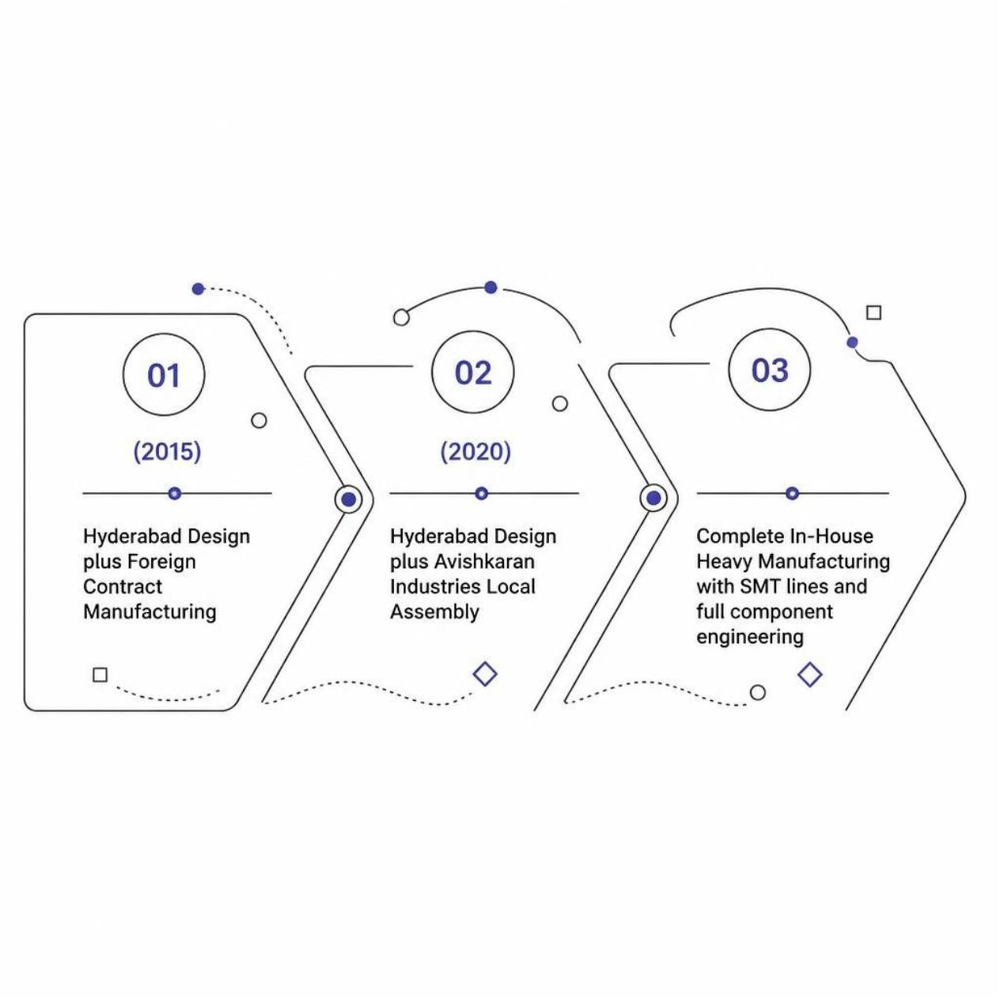 01
(2015)
Hyderabad Design
plus Foreign
Contract
Manufacturing
02
(2020)
Hyderabad Design
plus Avishkaran
Industries Local
Assembly
03
Complete In-House
Heavy Manufacturing
with SMT lines and
full component
engineering